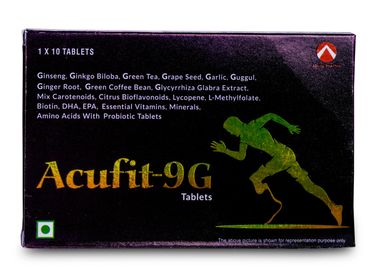 1 X 10 TABLETS
Ginseng, Ginkgo Biloba, Green Tea, Grape Seed, Garlic, Guggul,
Ginger Root, Green Coffee Bean, Glycyrrhiza Glabra Extract,
Mix Carotenoids, Citrus Bioflavonoids, Lycopene, L-Methylfolate,
Biotin, DHA, EPA, Essential Vitamins, Minerals,
Amino Acids With Probiotic Tablets
Acufit-9G
Tablets
The above picture is shown for representation purpose only